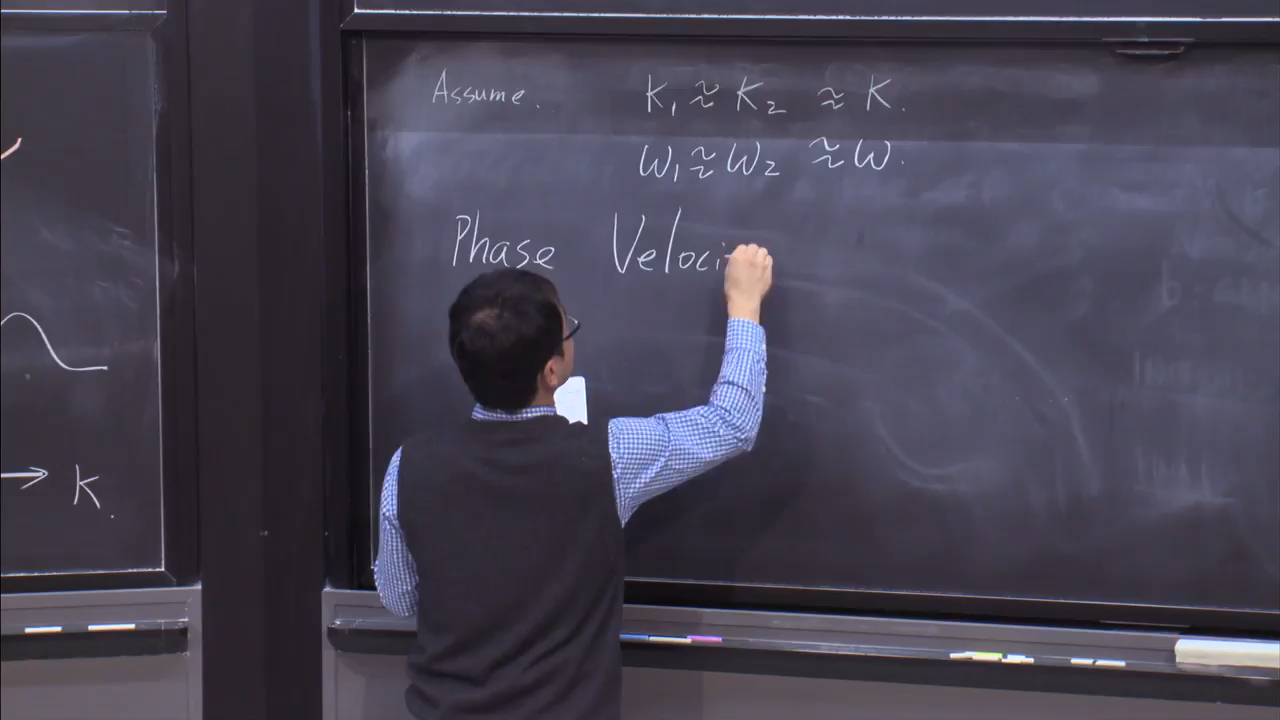 Assume.
K₁ ≈ K₂ ≈ K.
ω₁ ≈ ω₂ ≈ ω.
Phase Veloci
k